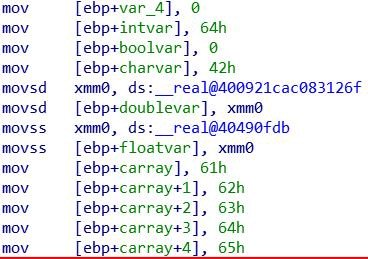 mov [ebp+var_4], 0
mov [ebp+intvar], 64h
mov [ebp+boolvar], 0
mov [ebp+charvar], 42h
movsd xmm0, ds:__real@400921cac083126f
movsd [ebp+doublevar], xmm0
movss xmm0, ds:__real@40490fdb
movss [ebp+floatvar], xmm0
mov [ebp+carray], 61h
mov [ebp+carray+1], 62h
mov [ebp+carray+2], 63h
mov [ebp+carray+3], 64h
mov [ebp+carray+4], 65h